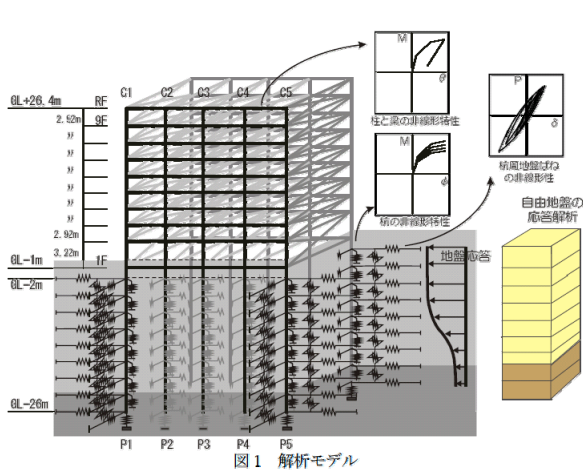 M
θ
柱と梁の非線形特性
P
δ
杭周地盤ばね
の非線形性
M
φ
杭の非線形特性
自由地盤の
応答解析
地盤応答
C1 C2 C3 C4 C5
GL+26.4m RF
2.52m 9F
〃
〃
〃
〃
〃
〃
2.92m
3.22m
GL-1m 1F
GL-2m
GL-26m
P1 P2 P3 P4 P5
図1 解析モデル